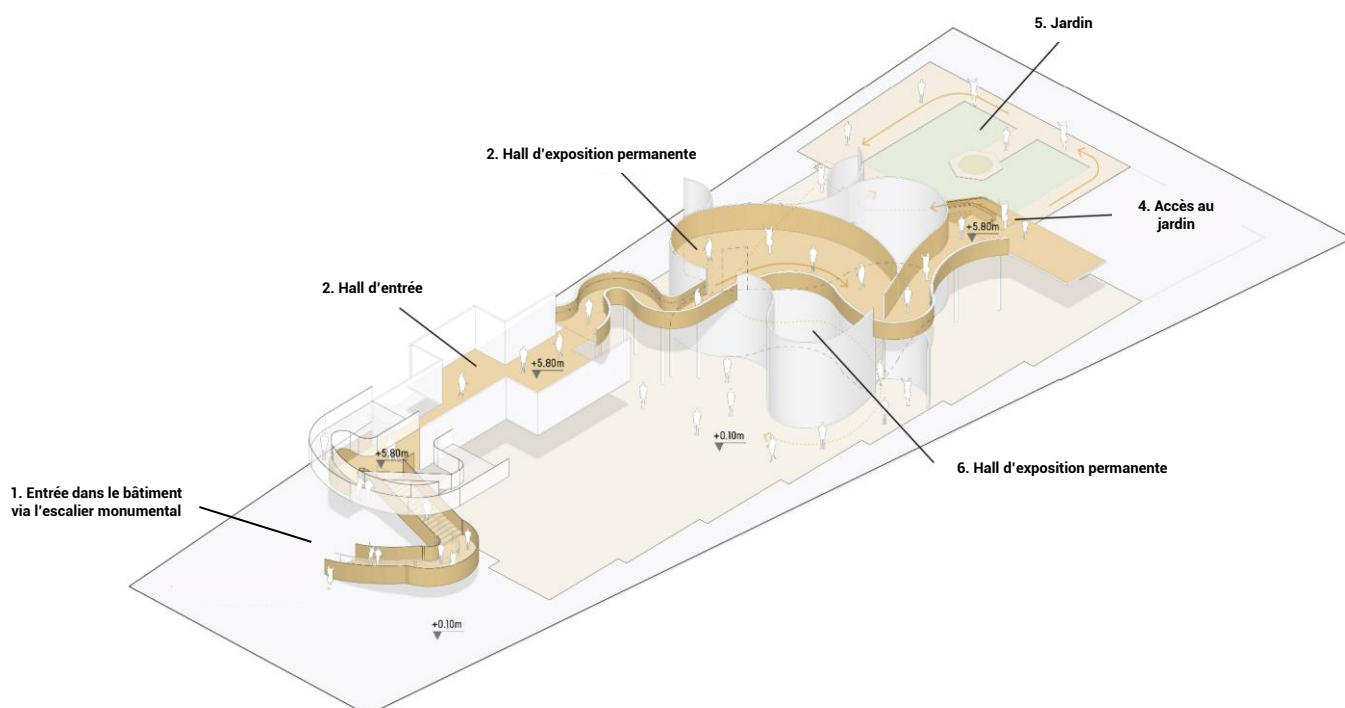 5. Jardin
2. Hall d'exposition permanente
4. Accès au
jardin
+5.80m
2. Hall d'entrée
+5.80m
+0.10m
+5.80m
6. Hall d'exposition permanente
1. Entrée dans le bâtiment
via l'escalier monumental
+0.10m